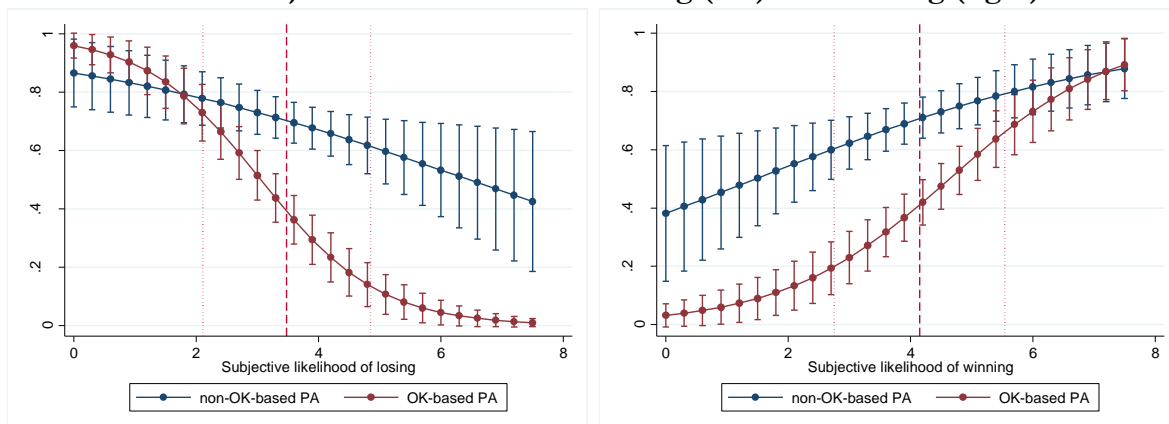 g (left) g (right)
1
.8
.6
.4
.2
0
0 2 4 6 8
Subjective likelihood of losing
non-OK-based PA OK-based PA
1
.8
.6
.4
.2
0
0 2 4 6 8
Subjective likelihood of winning
non-OK-based PA OK-based PA